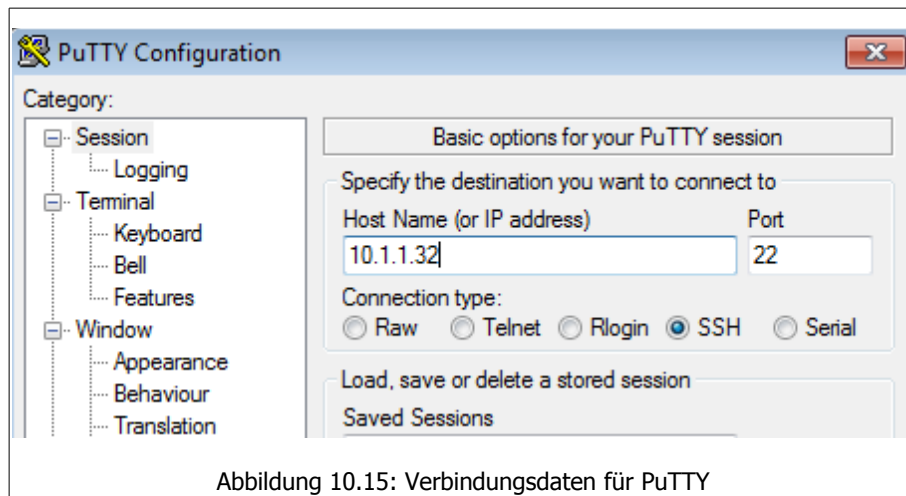 PuTTY Configuration
Category:
Session
Logging
Terminal
Keyboard
Bell
Features
Window
Appearance
Behaviour
Translation
Basic options for your PuTTY session
Specify the destination you want to connect to
Host Name (or IP address) Port
10.1.1.32 22
Connection type:
Raw Telnet Rlogin SSH Serial
Load, save or delete a stored session
Saved Sessions
Abbildung 10.15: Verbindungsdaten für PuTTY